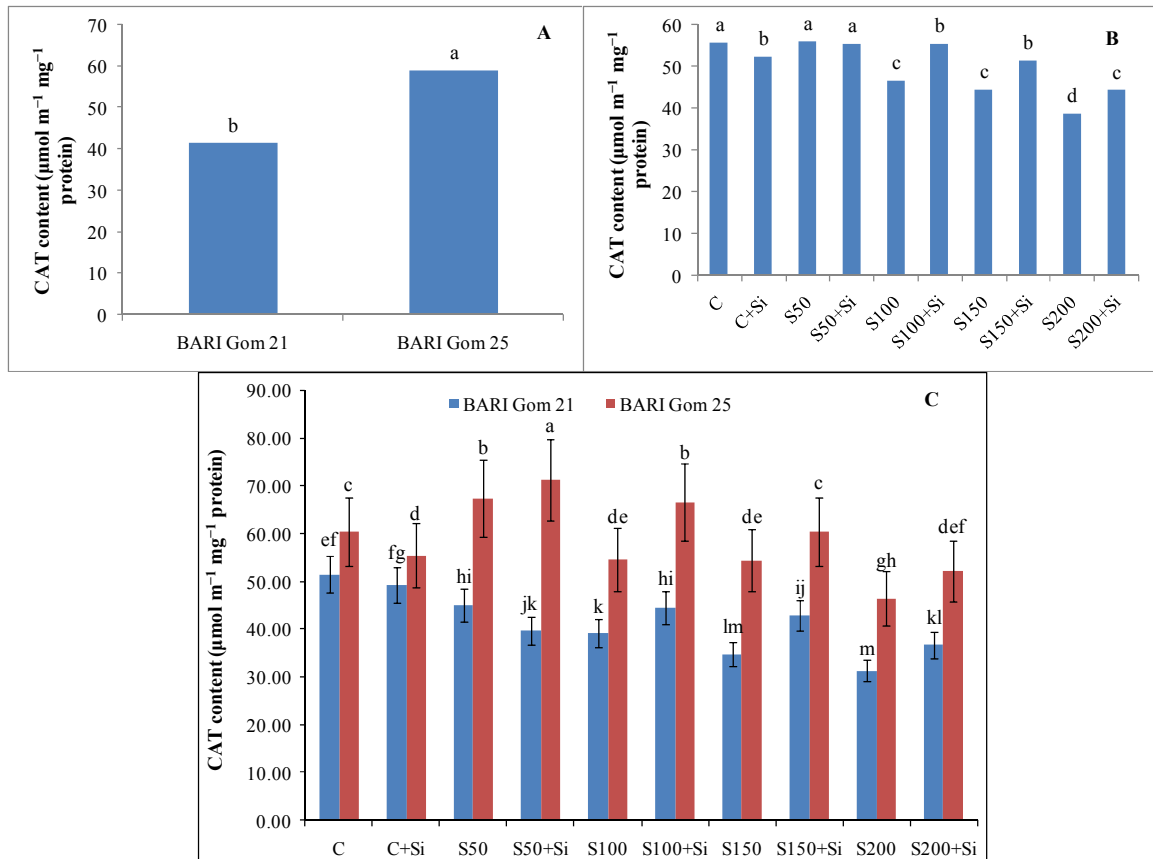 A
CAT content (µmol m⁻¹ mg⁻¹
protein)
70
60
50
40
30
20
10
0
b
a
BARI Gom 21
BARI Gom 25
B
CAT content (µmol m⁻¹ mg⁻¹
protein)
60
50
40
30
20
10
0
a
b
a
a
c
b
c
b
d
c
C
C+Si
S50
S50+Si
S100
S100+Si
S150
S150+Si
S200
S200+Si
C
BARI Gom 21
BARI Gom 25
CAT content (µmol m⁻¹ mg⁻¹ protein)
90.00
80.00
70.00
60.00
50.00
40.00
30.00
20.00
10.00
0.00
ef
c
fg
d
hi
b
jk
a
k
de
hi
b
lm
de
ij
c
m
gh
kl
def
C
C+Si
S50
S50+Si
S100
S100+Si
S150
S150+Si
S200
S200+Si